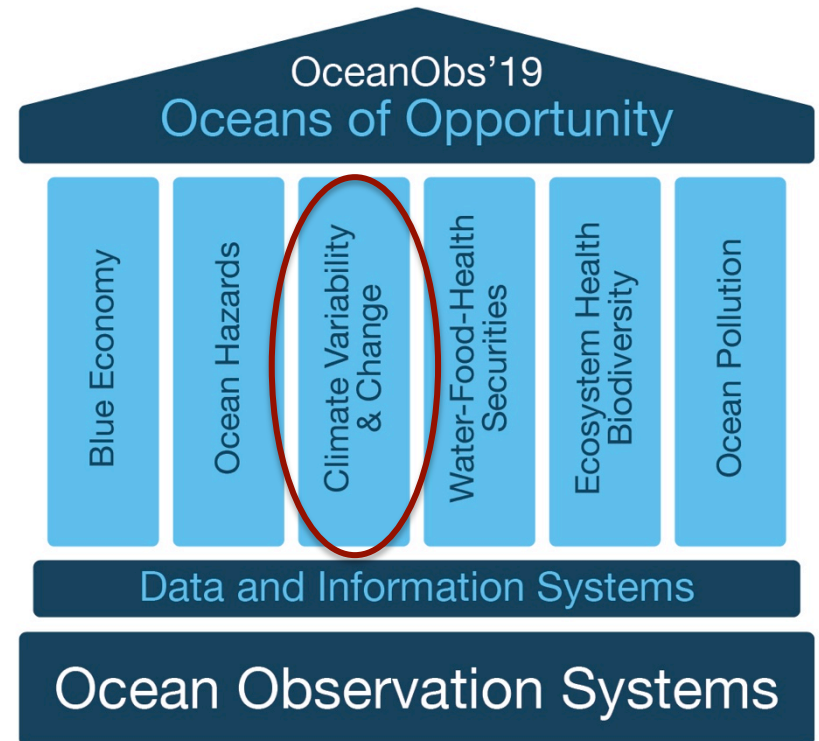 OceanObs’19
Oceans of Opportunity
Blue Economy
Ocean Hazards
Climate Variability
& Change
Water-Food-Health
Securities
Ecosystem Health
Biodiversity
Ocean Pollution
Data and Information Systems
Ocean Observation Systems